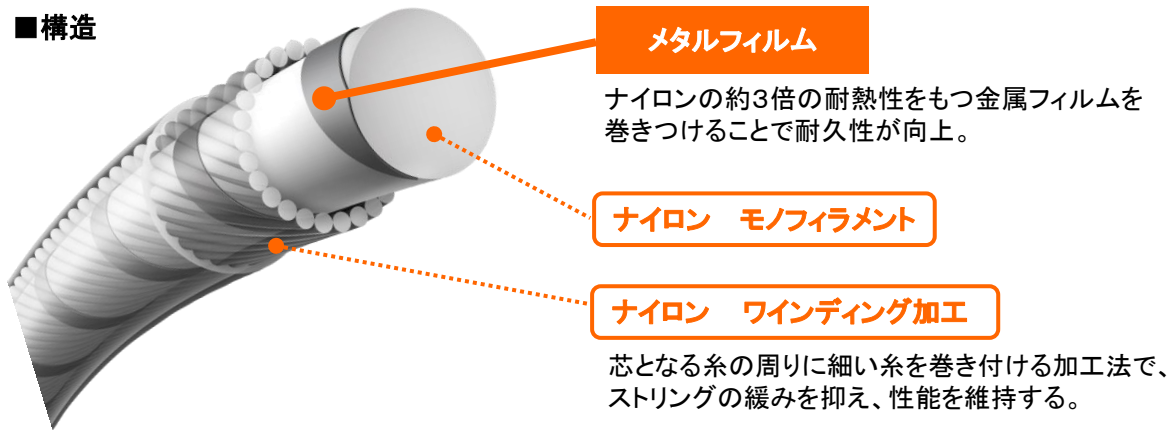 ■構造
メタルフィルム
ナイロンの約3倍の耐熱性をもつ金属フィルムを
巻きつけることで耐久性が向上。
ナイロン　モノフィラメント
ナイロン　ワインディング加工
芯となる糸の周りに細い糸を巻き付ける加工法で、
ストリングの緩みを抑え、性能を維持する。